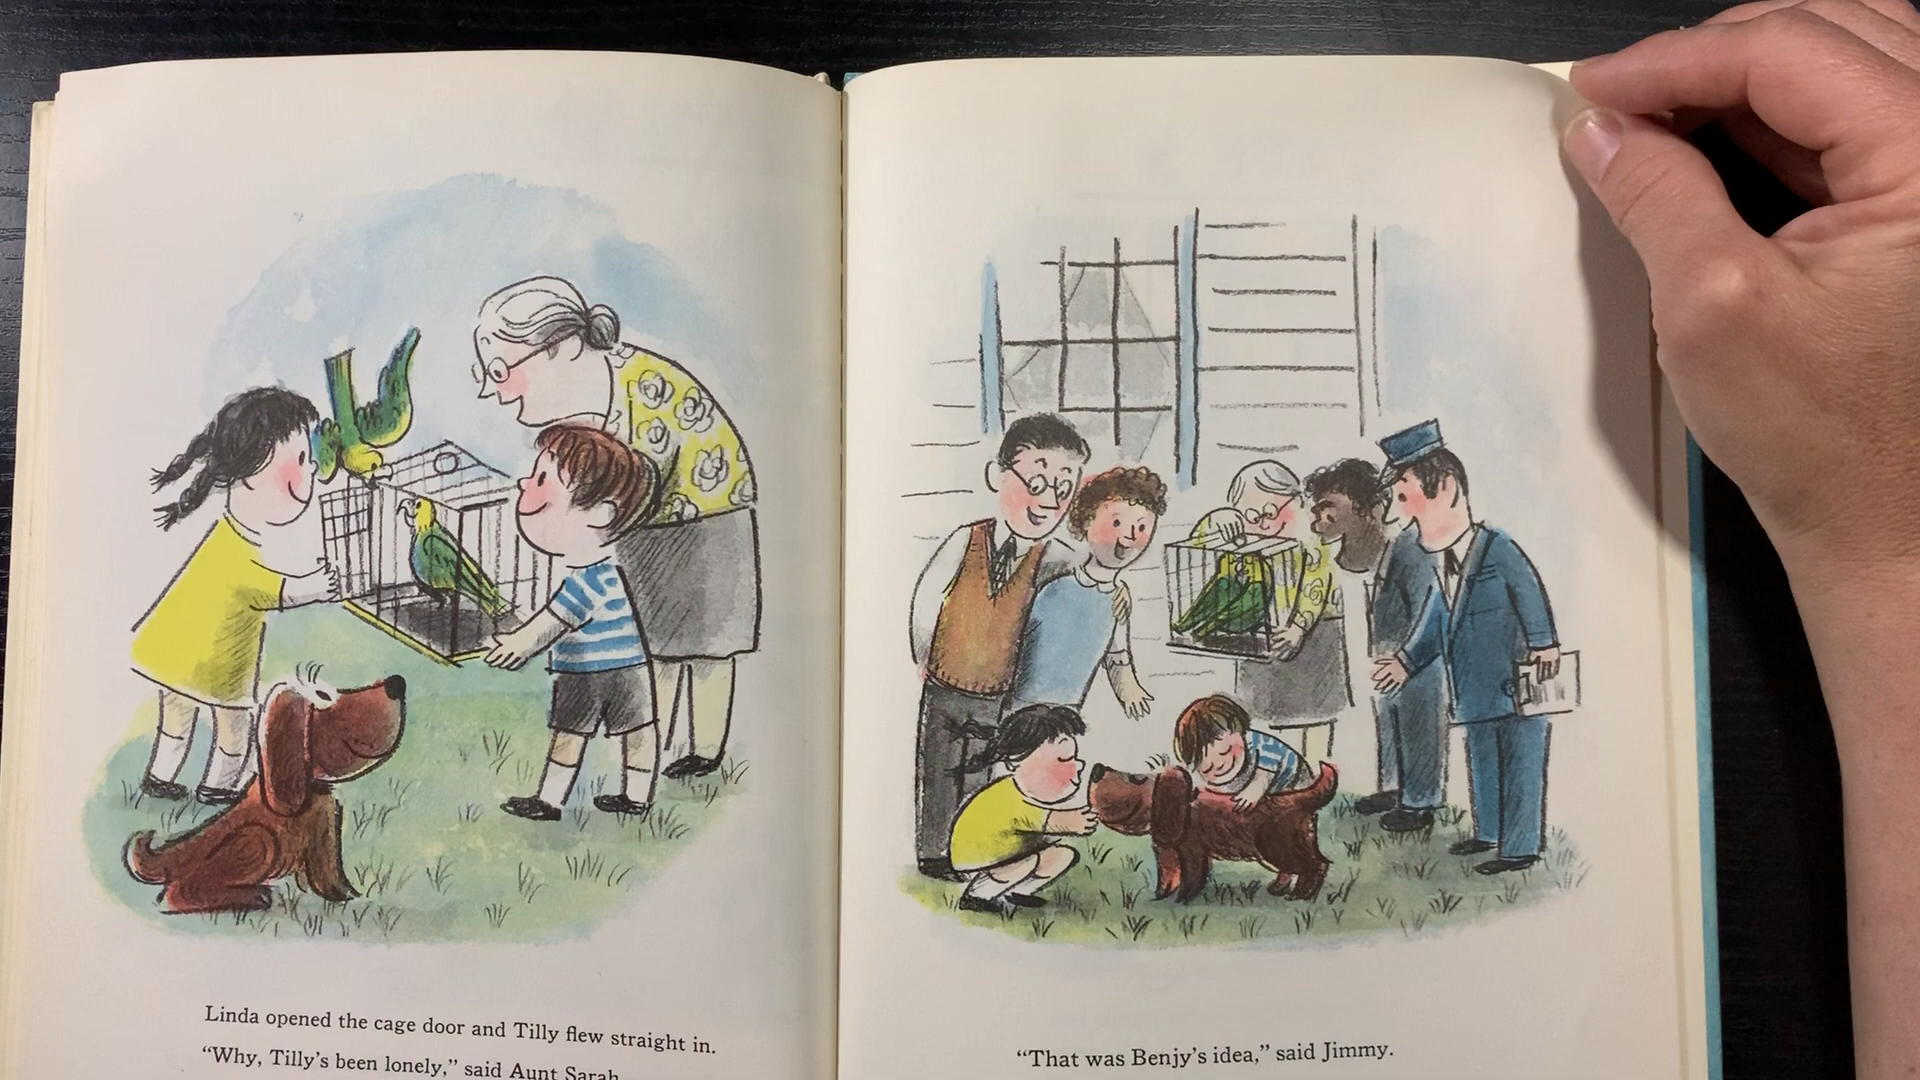 Linda opened the cage door and Tilly flew straight in.
“Why, Tilly’s been lonely,” said Aunt Sarah.
“That was Benjy’s idea,” said Jimmy.